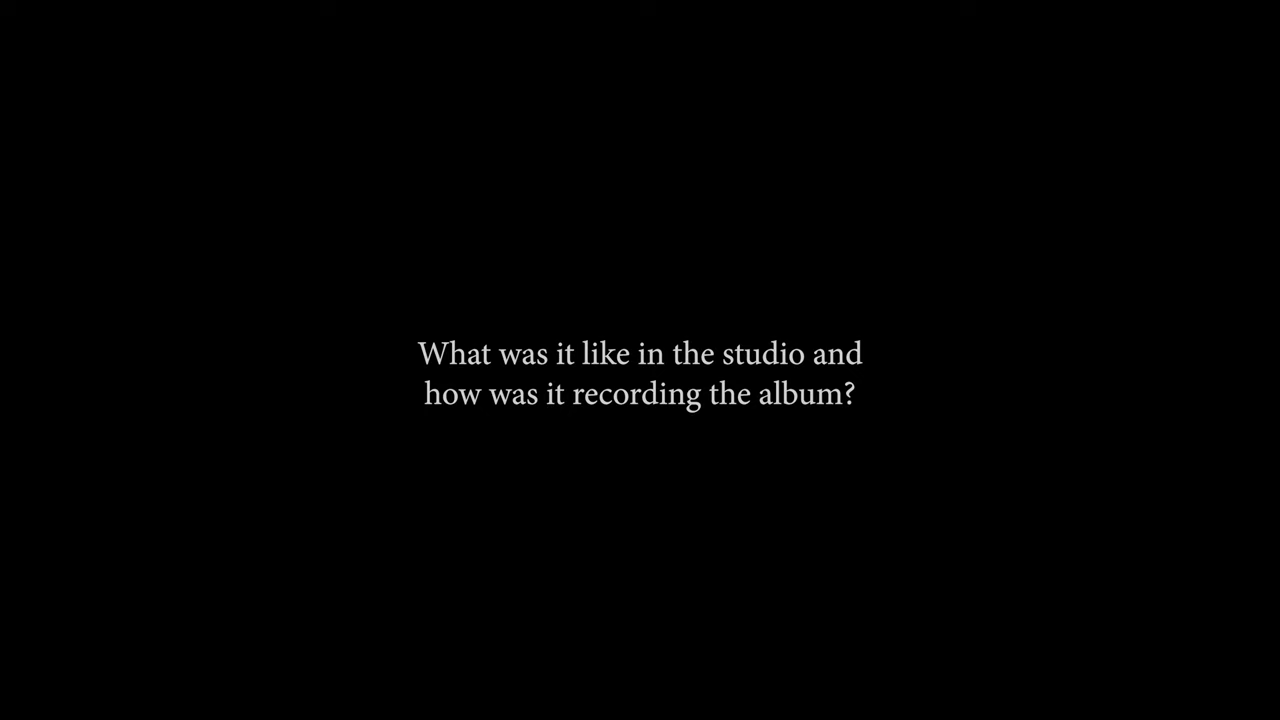 What was it like in the studio and
how was it recording the album?